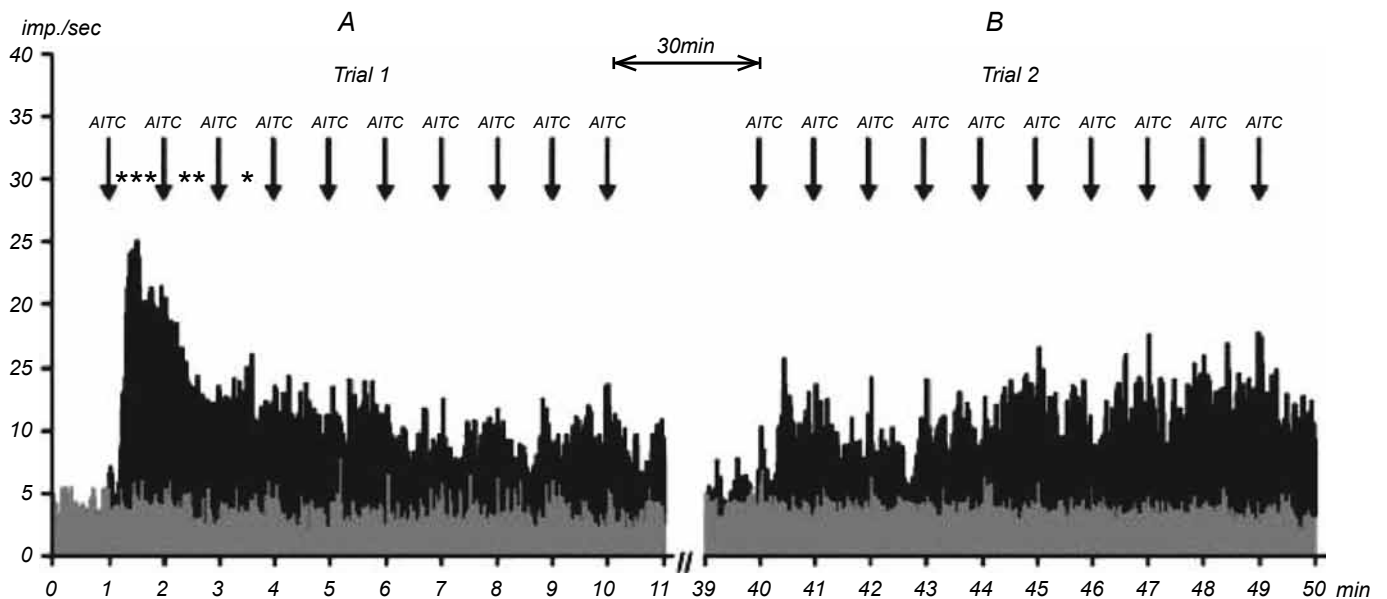 A B
imp./sec
30min
40
Trial 1 Trial 2
35
AITC AITC AITC AITC AITC AITC AITC AITC AITC AITC AITC AITC AITC AITC AITC AITC AITC AITC AITC AITC
30 *** ** *
25
20
25
10
5
0
0 1 2 3 4 5 6 7 8 9 10 11 // 39 40 41 42 43 44 45 46 47 48 49 50 min